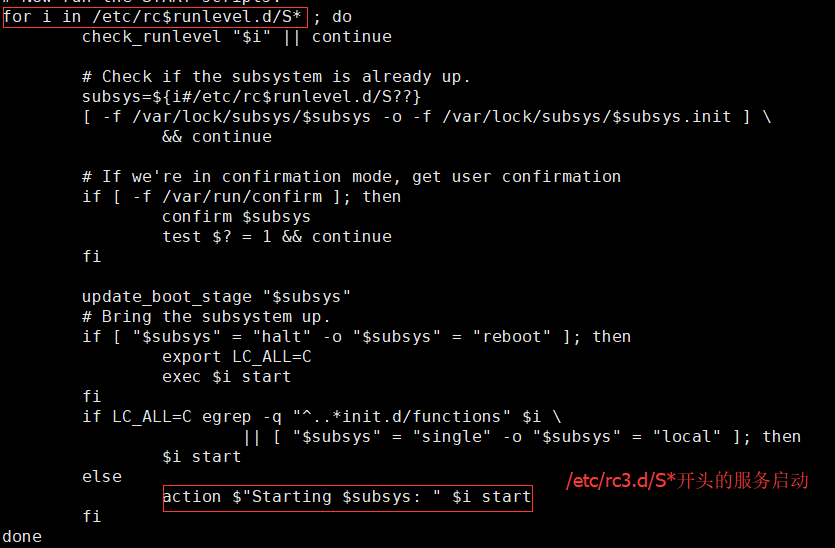 # Now run the START scripts.
for i in /etc/rc$runlevel.d/S* ; do
check_runlevel "$i" || continue
# Check if the subsystem is already up.
subsys=${i#/etc/rc$runlevel.d/S??}
[ -f /var/lock/subsys/$subsys -o -f /var/lock/subsys/$subsys.init ] \
&& continue
# If we're in confirmation mode, get user confirmation
if [ -f /var/run/confirm ]; then
confirm $subsys
test $? = 1 && continue
fi
update_boot_stage "$subsys"
# Bring the subsystem up.
if [ "$subsys" = "halt" -o "$subsys" = "reboot" ]; then
export LC_ALL=C
exec $i start
fi
if LC_ALL=C egrep -q "^..*init.d/functions" $i \
|| [ "$subsys" = "single" -o "$subsys" = "local" ]; then
$i start
else
action $"Starting $subsys: " $i start
/etc/rc3.d/S*开头的服务启动
fi
done